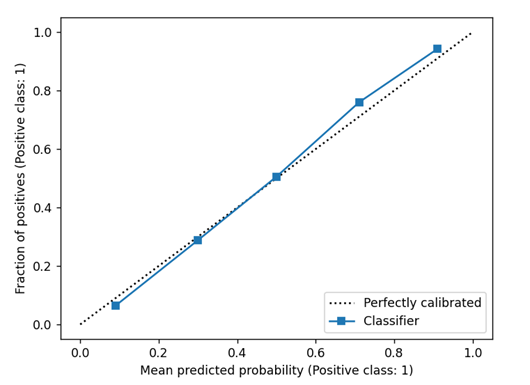 Fraction of positives (Positive class: 1)
1.0
0.8
0.6
0.4
0.2
0.0
0.0 0.2 0.4 0.6 0.8 1.0
Mean predicted probability (Positive class: 1)
Perfectly calibrated
Classifier